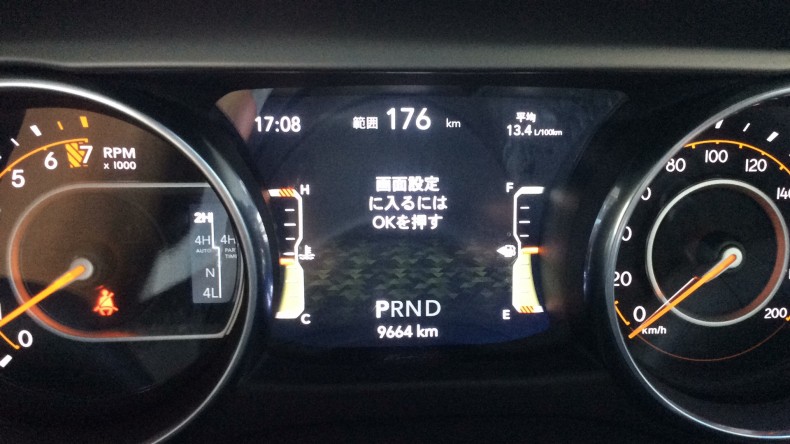 17:08
範囲 176 km
平均
13.4 L/100km
画面設定
に入るには
OKを押す
H
C
F
E
PRND
9664 km
5 6 7
0
RPM
x 1000
2H
4H AUTO
4H PART TIME
N
4L
0
20
80
100
120
140
200
km/h